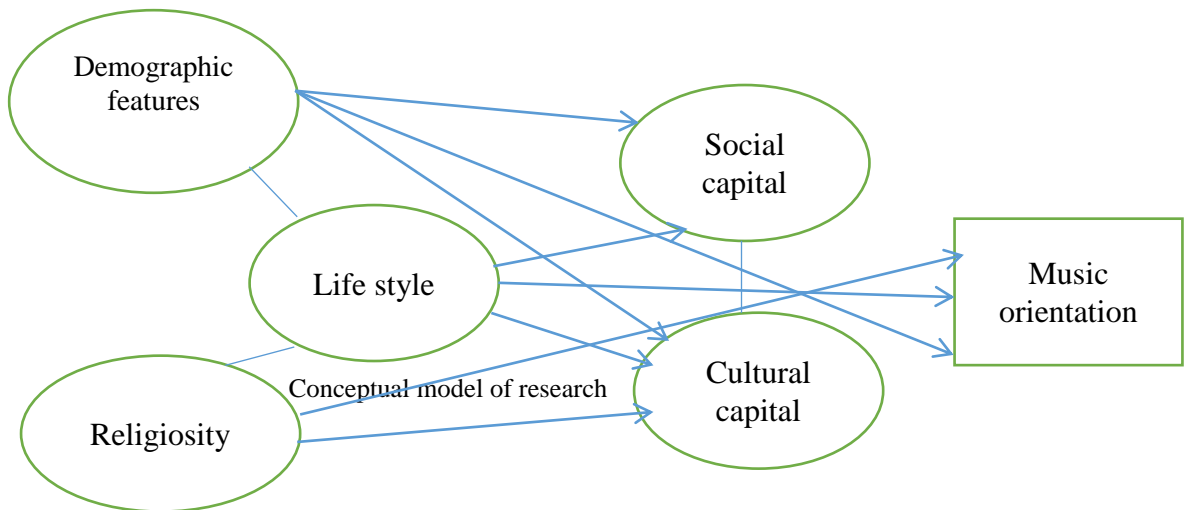 Demographic
features
Social
capital
Life style
Music
orientation
Conceptual model of research
Cultural
capital
Religiosity